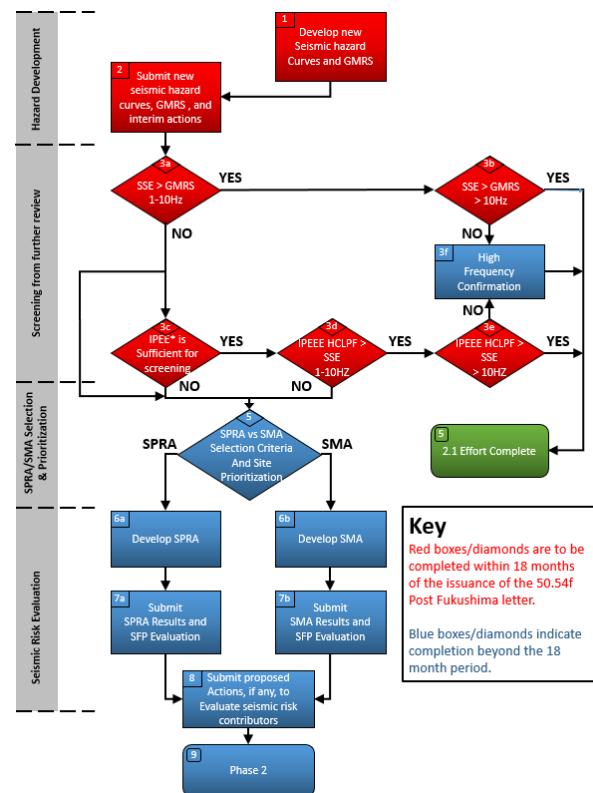 Hazard Development
Screening from further review
SPRA/SMA Selection
& Prioritization
Seismic Risk Evaluation
1
Develop new
Seismic hazard
Curves and GMRS
2
Submit new
seismic hazard
curves, GMRS , and
interim actions
3a
SSE > GMRS
1-10Hz
YES
NO
3b
SSE > GMRS
> 10Hz
YES
NO
3f
High
Frequency
Confirmation
NO
3c
IPEE* is
Sufficient for
screening
YES
NO
3d
IPEEE HCLPF >
SSE
1-10HZ
YES
NO
3e
IPEEE HCLPF >
SSE
> 10HZ
YES
5
SPRA vs SMA
Selection Criteria
And Site
Prioritization
SPRA
SMA
5
2.1 Effort Complete
6a
Develop SPRA
6b
Develop SMA
7a
Submit
SPRA Results and
SFP Evaluation
7b
Submit
SMA Results and
SFP Evaluation
8
Submit proposed
Actions, if any, to
Evaluate seismic risk
contributors
9
Phase 2
Key
Red boxes/diamonds are to be
completed within 18 months
of the issuance of the 50.54f
Post Fukushima letter.
Blue boxes/diamonds indicate
completion beyond the 18
month period.